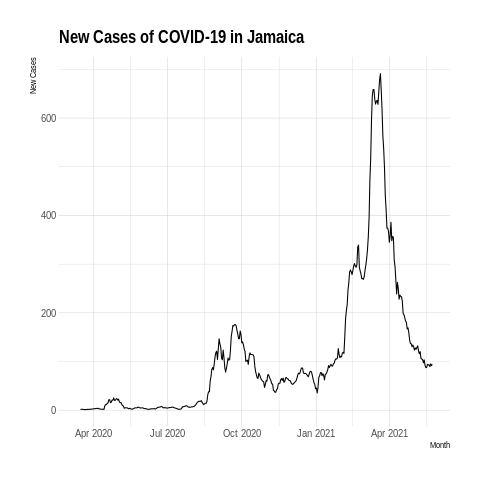 New Cases of COVID-19 in Jamaica
New Cases
600
400
200
0
Apr 2020 Jul 2020 Oct 2020 Jan 2021 Apr 2021
Month